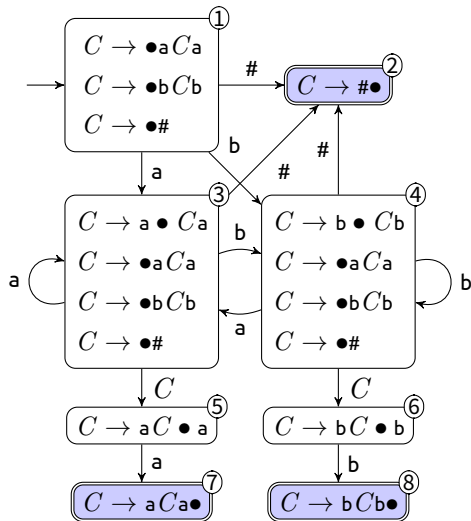 1
C → •aCa
C → •bCb
C → •#
#
2
C → #•
a
b
#
#
3
C → a • Ca
C → •aCa
C → •bCb
C → •#
a
b
a
4
C → b • Cb
C → •aCa
C → •bCb
C → •#
b
C
C
5
C → aC • a
6
C → bC • b
a
b
7
C → aCa•
8
C → bCb•